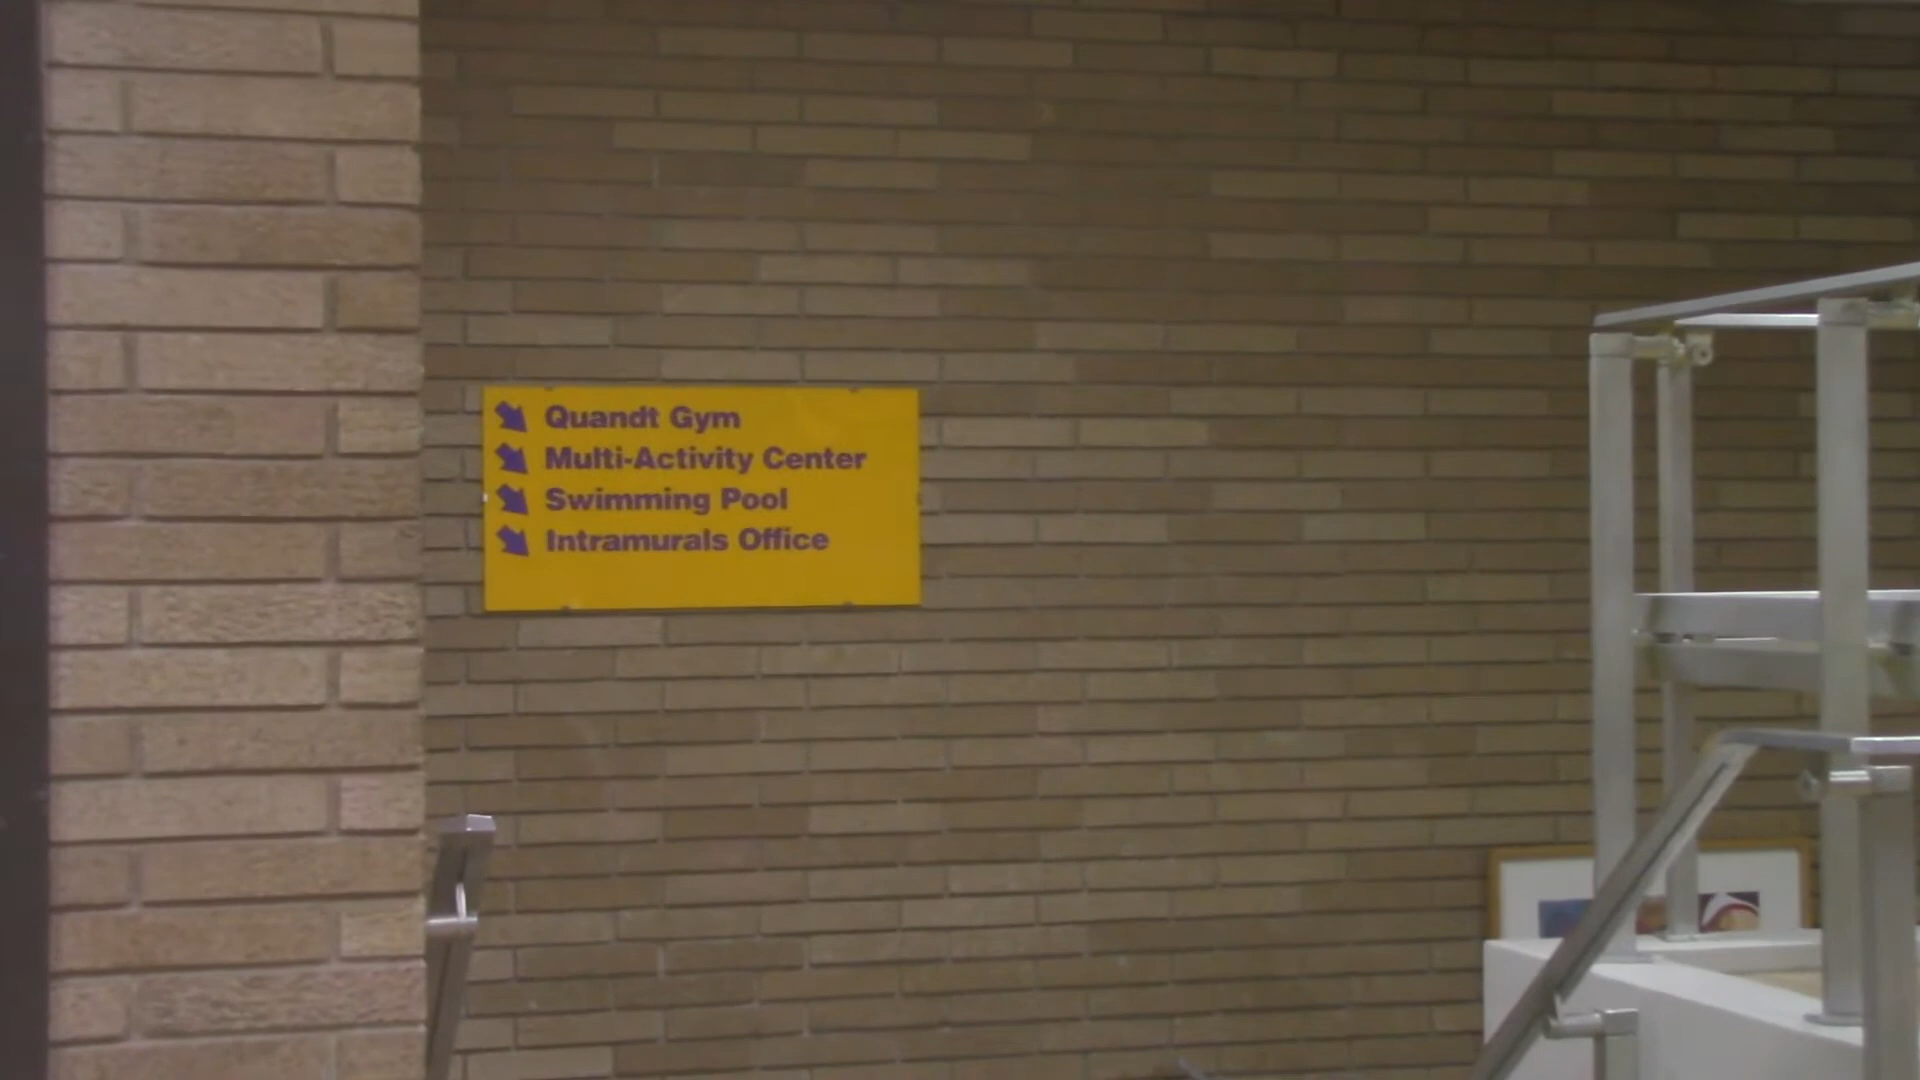 Quandt Gym
Multi-Activity Center
Swimming Pool
Intramurals Office